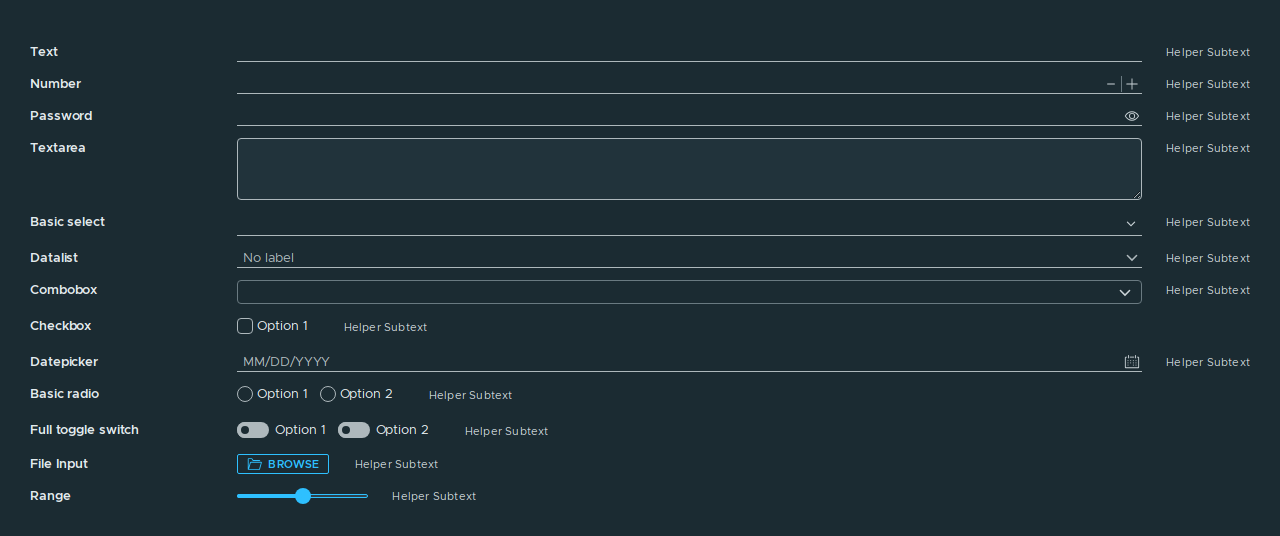 Text Helper Subtext
Number Helper Subtext
Password Helper Subtext
Textarea Helper Subtext
Basic select Helper Subtext
Datalist No label Helper Subtext
Combobox Helper Subtext
Checkbox Option 1 Helper Subtext
Datepicker MM/DD/YYYY Helper Subtext
Basic radio Option 1 Option 2 Helper Subtext
Full toggle switch Option 1 Option 2 Helper Subtext
File Input BROWSE Helper Subtext
Range Helper Subtext